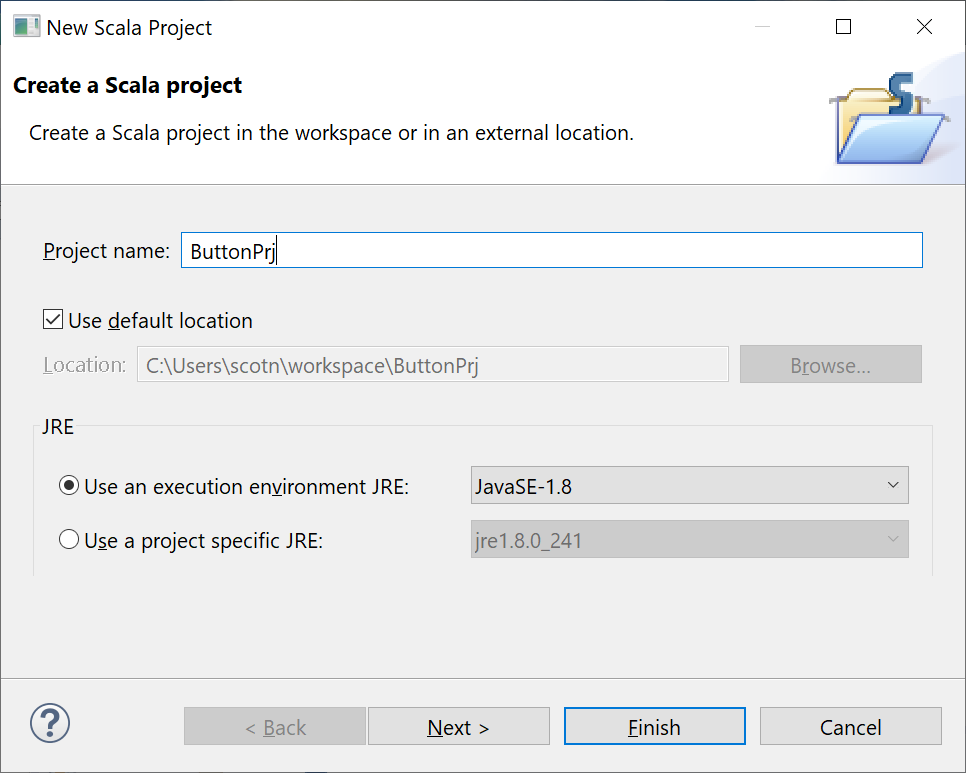 New Scala Project
Create a Scala project
Create a Scala project in the workspace or in an external location.
S
Project name: ButtonPrj
Use default location
Location: C:\Users\scotn\workspace\ButtonPrj Browse...
JRE
Use an execution environment JRE: JavaSE-1.8
Use a project specific JRE: jre1.8.0_241
? < Back Next > Finish Cancel